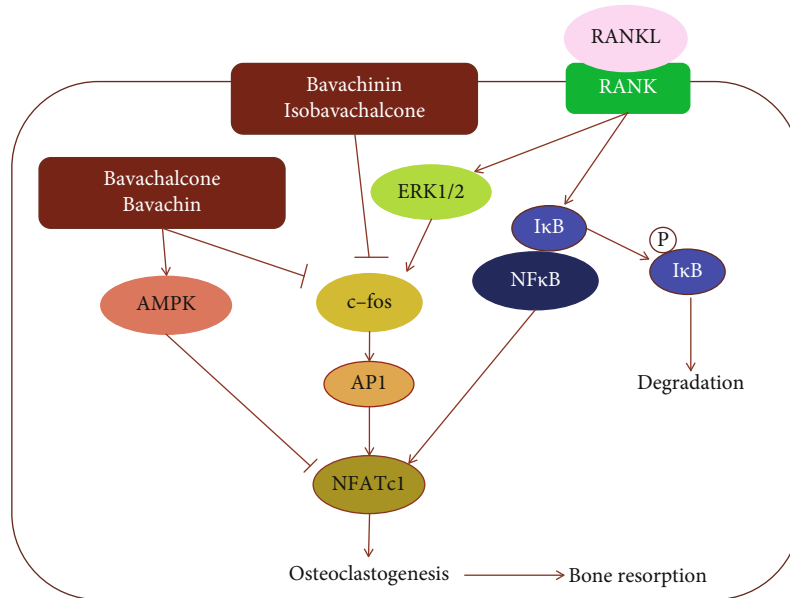 RANKL
RANK
Bavachinin
Isobavachalcone
Bavachalcone
Bavachin
ERK1/2
IκB
P
IκB
NFκB
AMPK
c–fos
AP1
Degradation
NFATc1
Osteoclastogenesis
Bone resorption